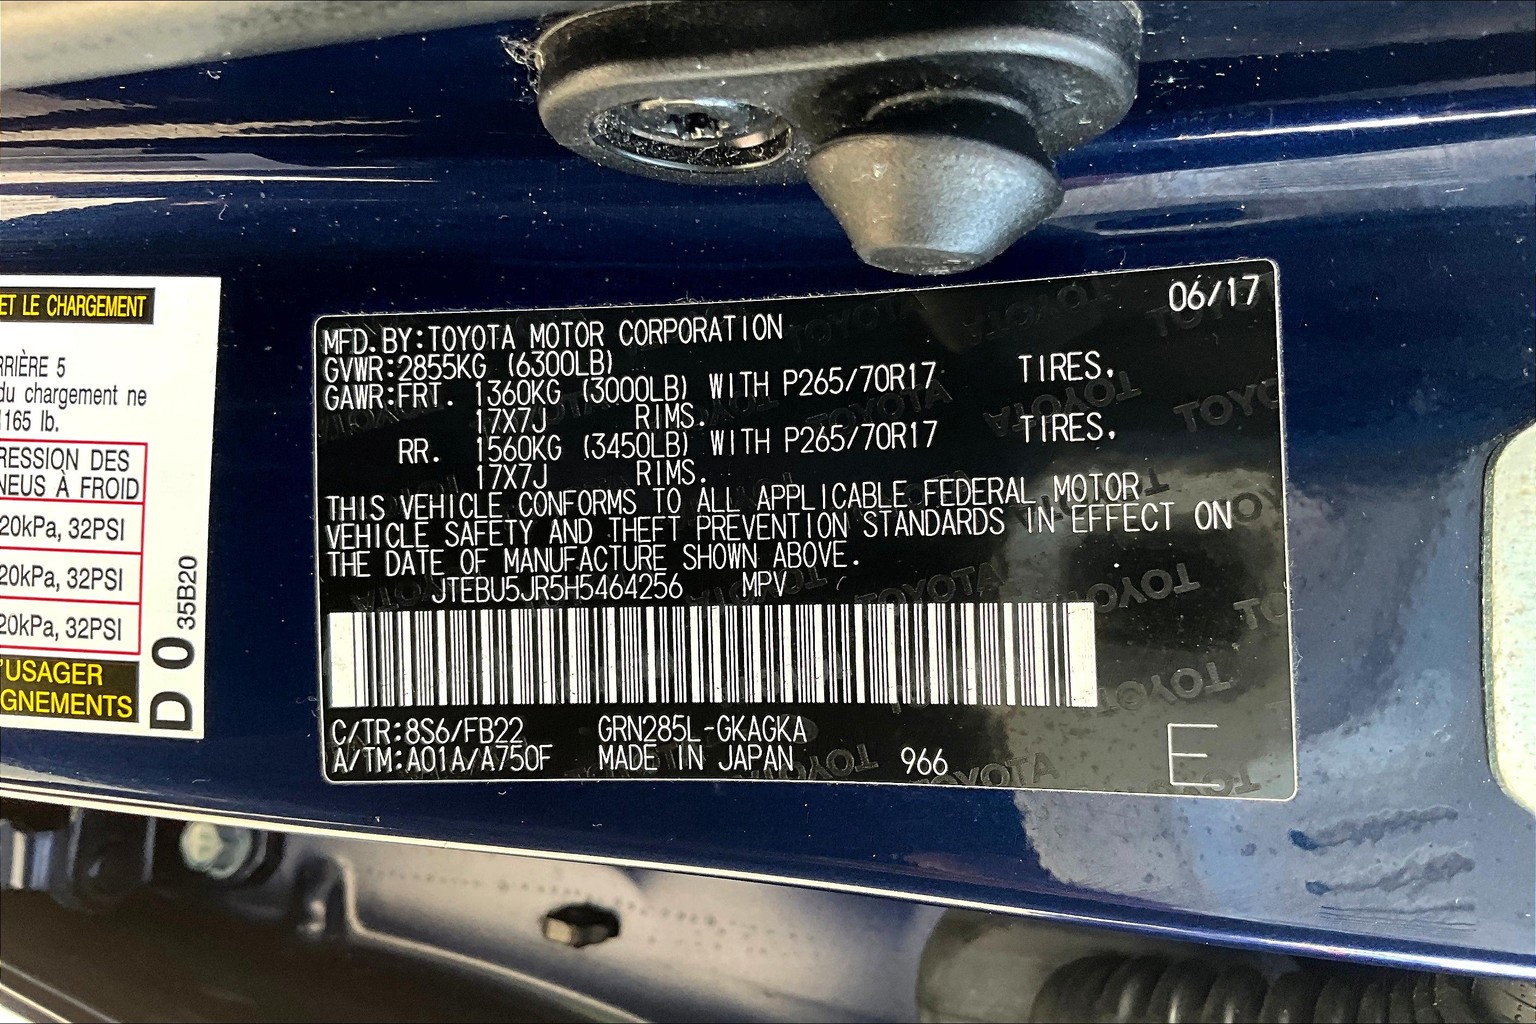 ET LE CHARGEMENT
RRIÈRE 5
du chargement ne
1165 lb.
RESSION DES
NEUS À FROID
20kPa, 32PSI
20kPa, 32PSI
20kPa, 32PSI
'USAGER
GNEMENTS
D O 35B20
06/17
MFD.BY:TOYOTA MOTOR CORPORATION
GVWR:2855KG (6300LB)
GAWR:FRT. 1360KG (3000LB) WITH P265/70R17 TIRES,
17X7J RIMS.
RR. 1560KG (3450LB) WITH P265/70R17 TIRES,
17X7J RIMS.
THIS VEHICLE CONFORMS TO ALL APPLICABLE FEDERAL MOTOR
VEHICLE SAFETY AND THEFT PREVENTION STANDARDS IN EFFECT ON
THE DATE OF MANUFACTURE SHOWN ABOVE.
JTEBU5JR5H5464256 MPV
C/TR:8S6/FB22 GRN285L-GKAGKA
A/TM:A01A/A750F MADE IN JAPAN 966
E